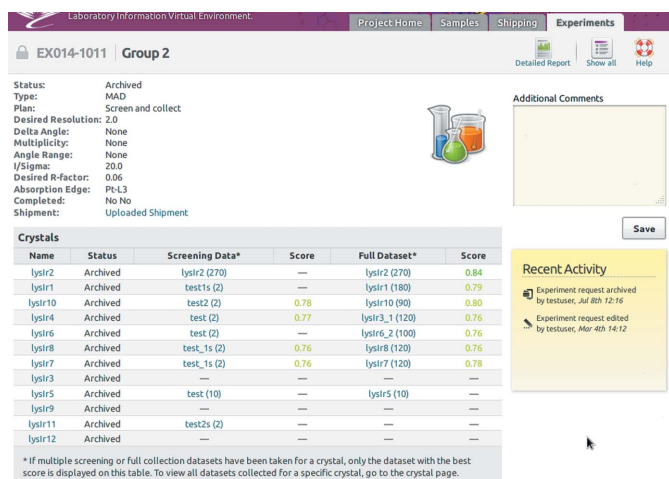 Laboratory Information Virtual Environment.
Project Home Samples Shipping Experiments
EX014-1011 Group 2
Detailed Report Show all Help
Status: Archived
Type: MAD
Plan: Screen and collect
Desired Resolution: 2.0
Delta Angle: None
Multiplicity: None
Angle Range: None
I/Sigma: 20.0
Desired R-factor: 0.06
Absorption Edge: Pt-L3
Completed: No No
Shipment: Uploaded Shipment
Additional Comments
Save
Crystals
Name Status Screening Data* Score Full Dataset* Score
lysIr2 Archived lysIr2 (270) — lysIr2 (270) 0.84
lysIr1 Archived test1s (2) — lysIr1 (180) 0.79
lysIr10 Archived test2 (2) 0.78 lysIr10 (90) 0.80
lysIr4 Archived test (2) 0.77 lysIr3_1 (120) 0.76
lysIr6 Archived test (2) — lysIr6_2 (100) 0.76
lysIr8 Archived test_1s (2) 0.76 lysIr8 (120) 0.76
lysIr7 Archived test_1s (2) 0.76 lysIr7 (120) 0.78
lysIr3 Archived — — — —
lysIr5 Archived test (10) — lysIr5 (10) —
lysIr9 Archived — — — —
lysIr11 Archived test2s (2) — — —
lysIr12 Archived — — — —
* If multiple screening or full collection datasets have been taken for a crystal, only the dataset with the best
score is displayed on this table. To view all datasets collected for a specific crystal, go to the crystal page.
Recent Activity
Experiment request archived
by testuser, Jul 8th 12:16
Experiment request edited
by testuser, Mar 4th 14:12